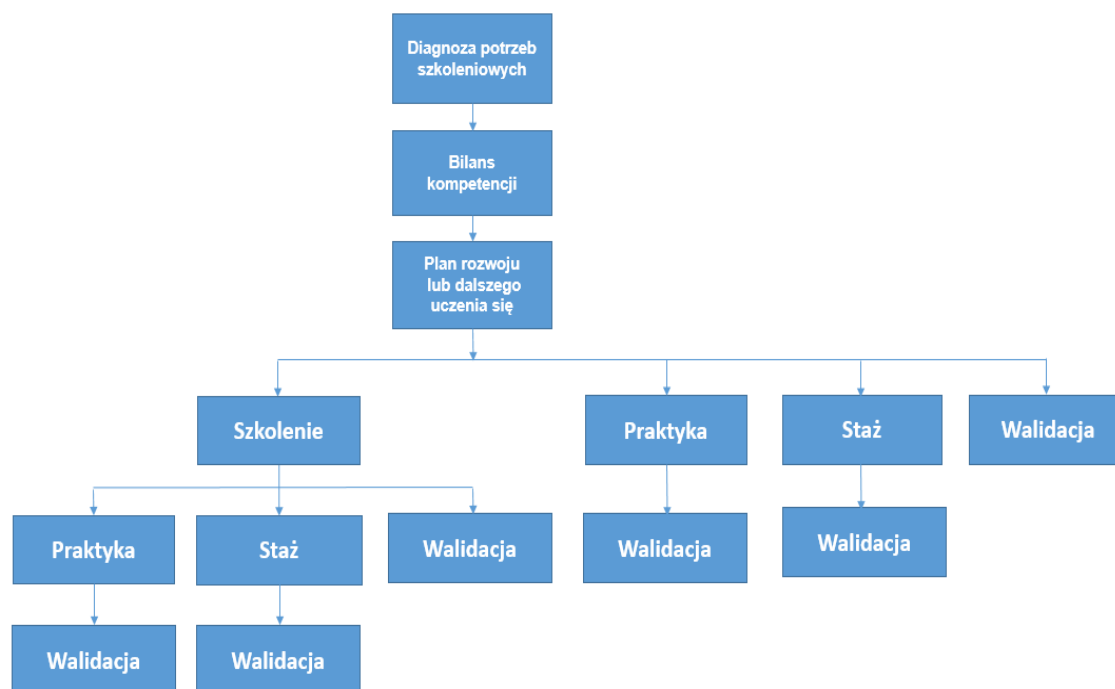 Diagnoza potrzeb
szkoleniowych
Bilans
kompetencji
Plan rozwoju
lub dalszego
uczenia się
Szkolenie
Praktyka
Staż
Walidacja
Praktyka
Staż
Walidacja
Walidacja
Walidacja
Walidacja
Walidacja